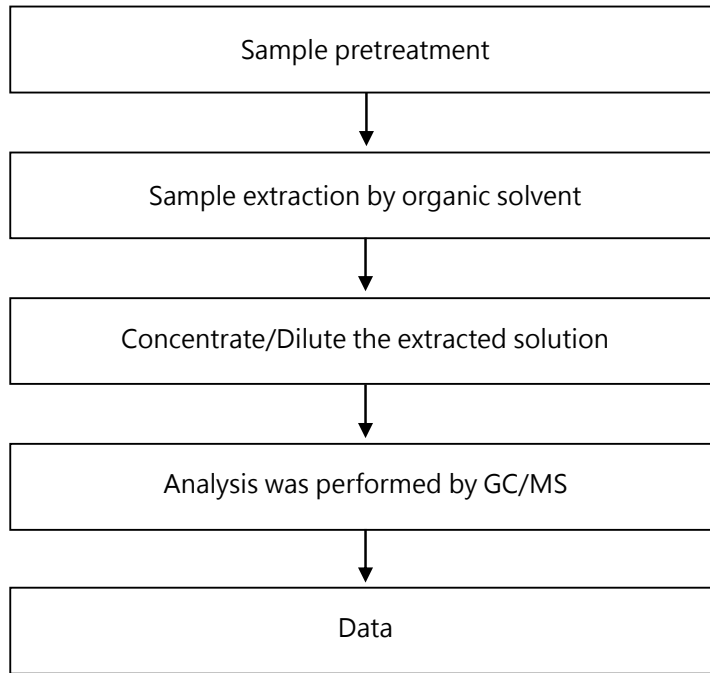 Sample pretreatment
Sample extraction by organic solvent
Concentrate/Dilute the extracted solution
Analysis was performed by GC/MS
Data